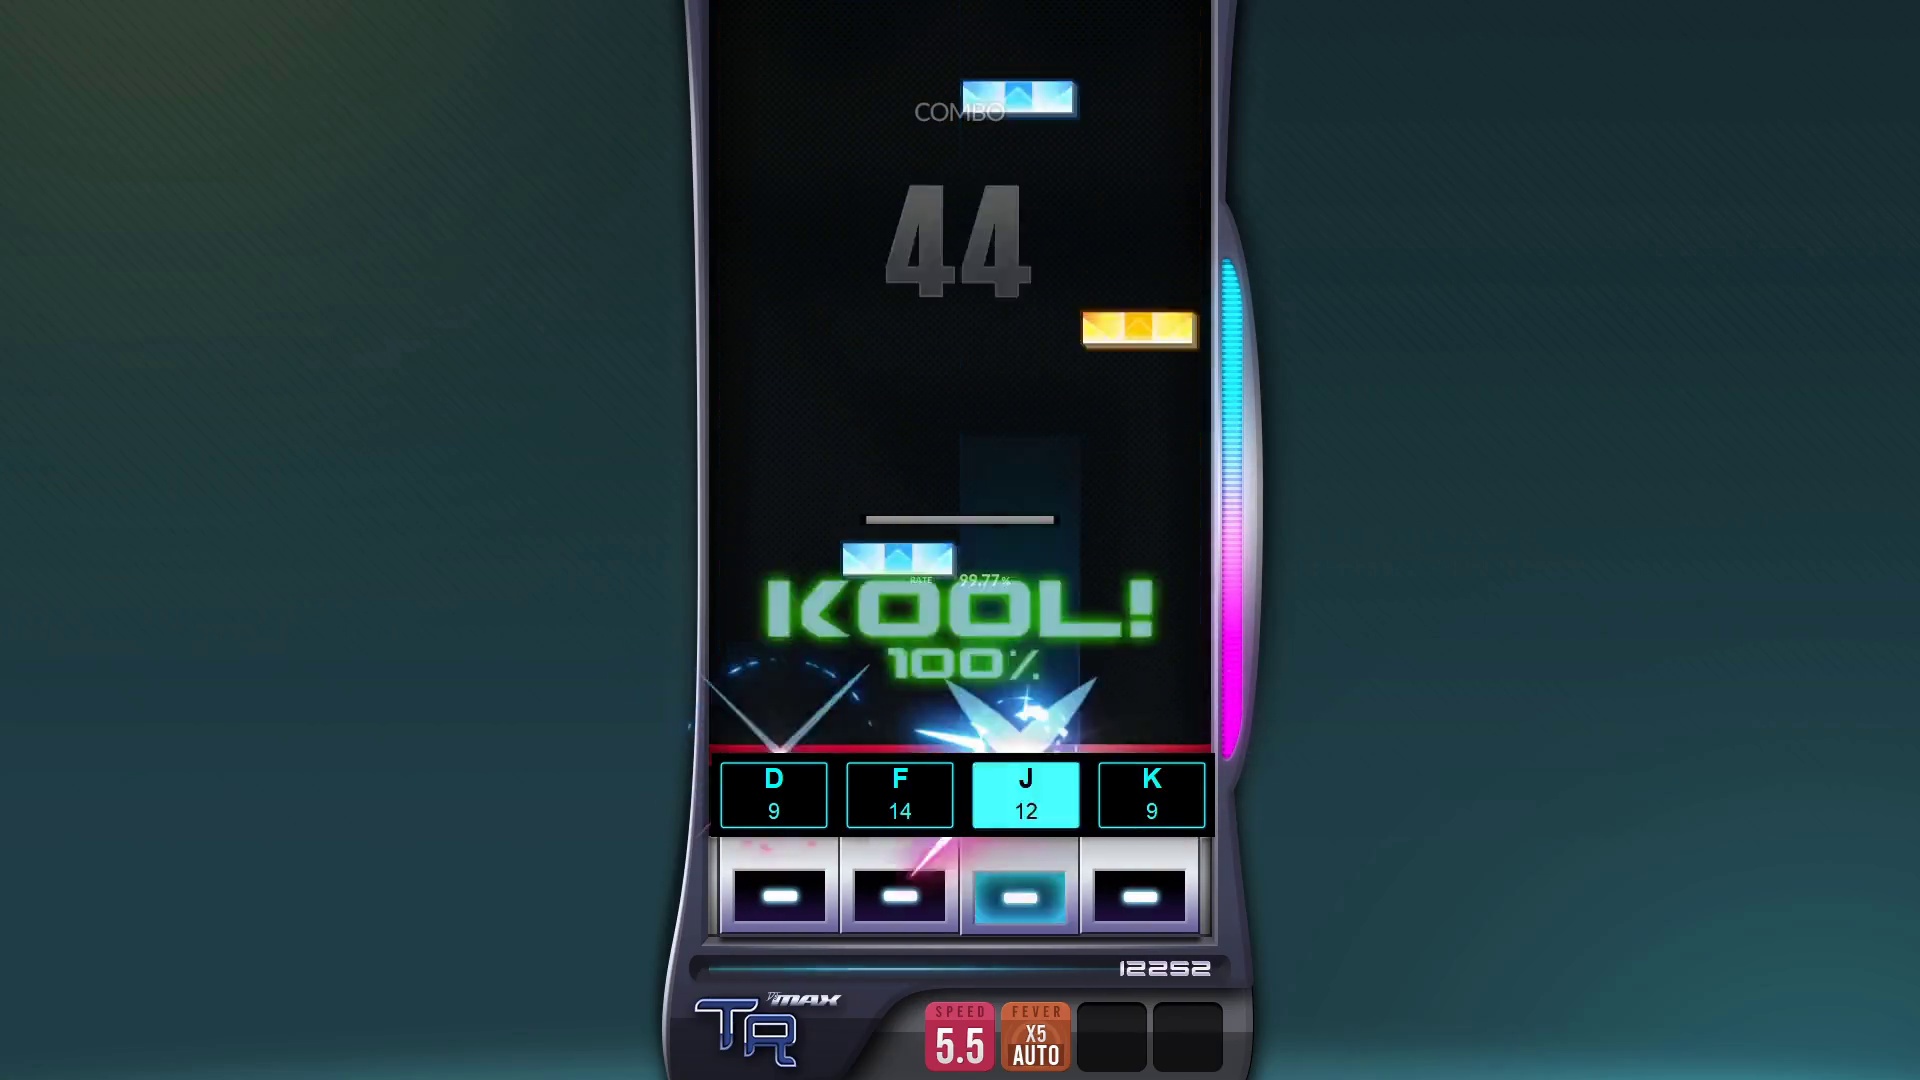 COMBO
44
RATE 99.77%
KOOL!
100%
D F J K
9 14 12 9
12252
DJMAX
TR
SPEED FEVER
5.5 X5
AUTO